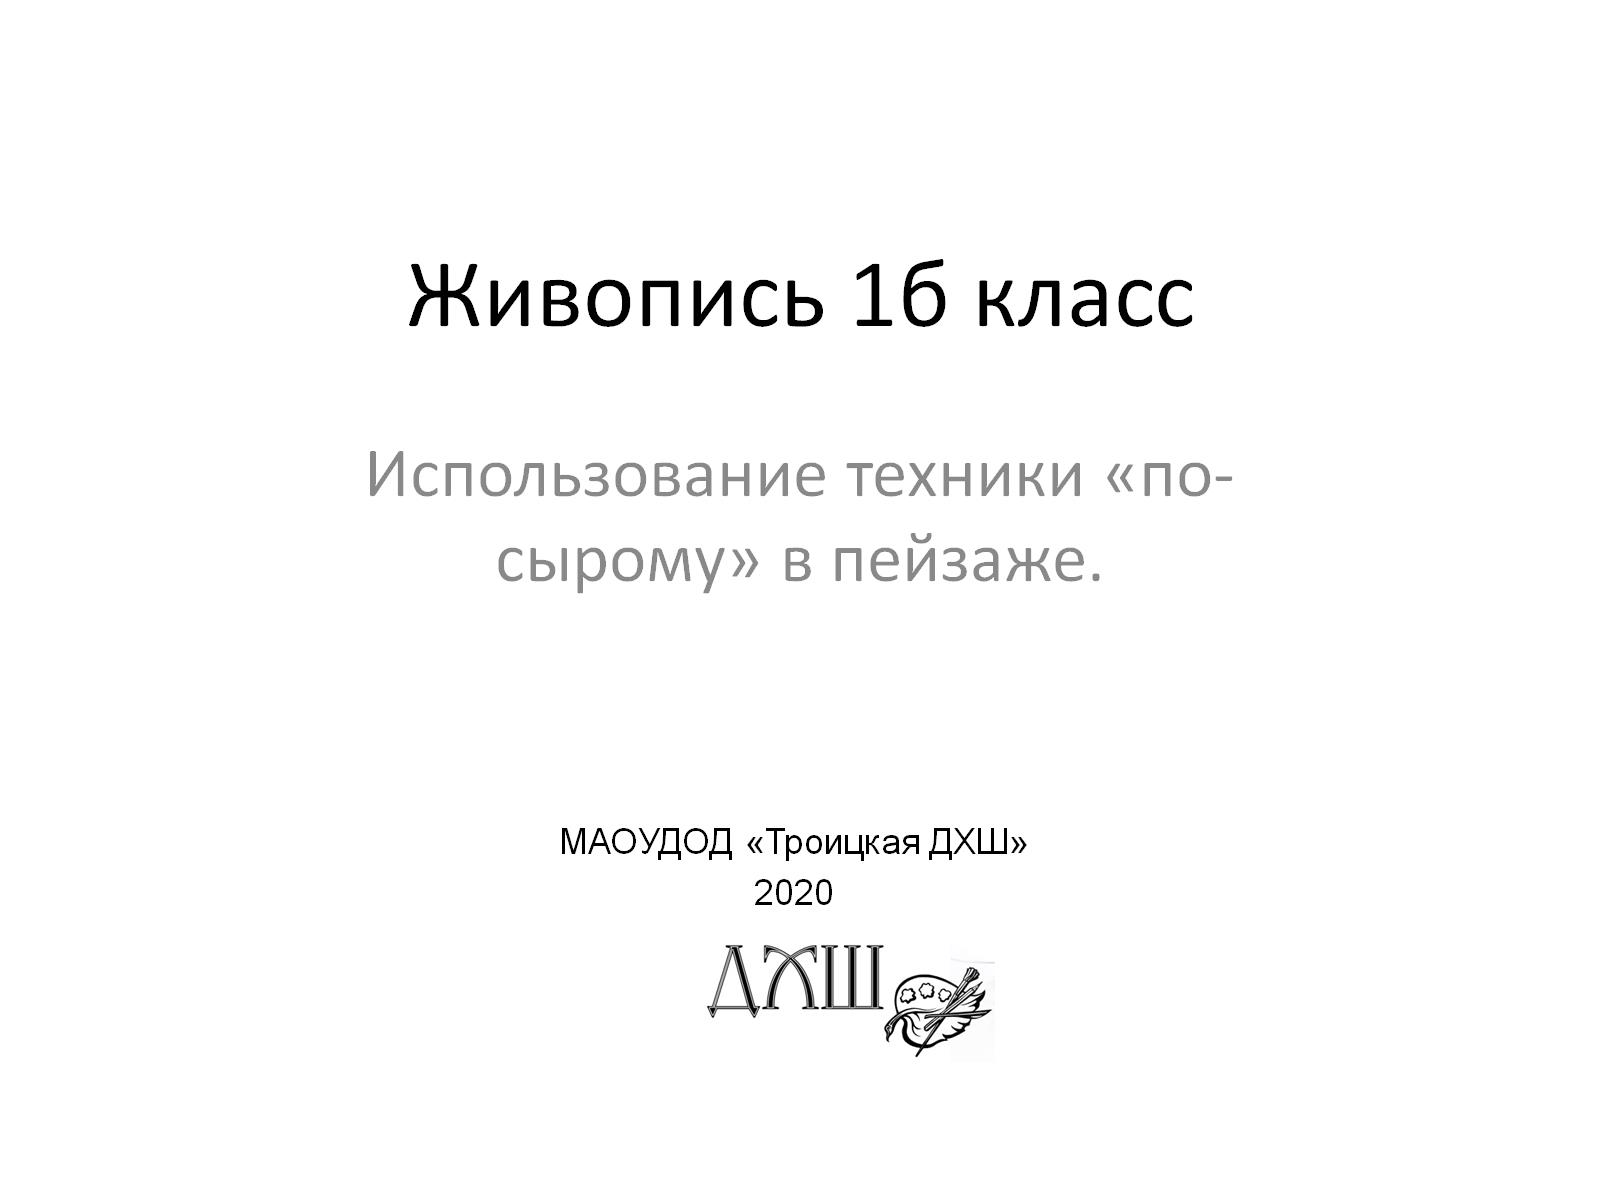 Живопись 1б класс
Использование техники «по-
сырому» в пейзаже.
МАОУДОД «Троицкая ДХШ»
2020
ДХШ